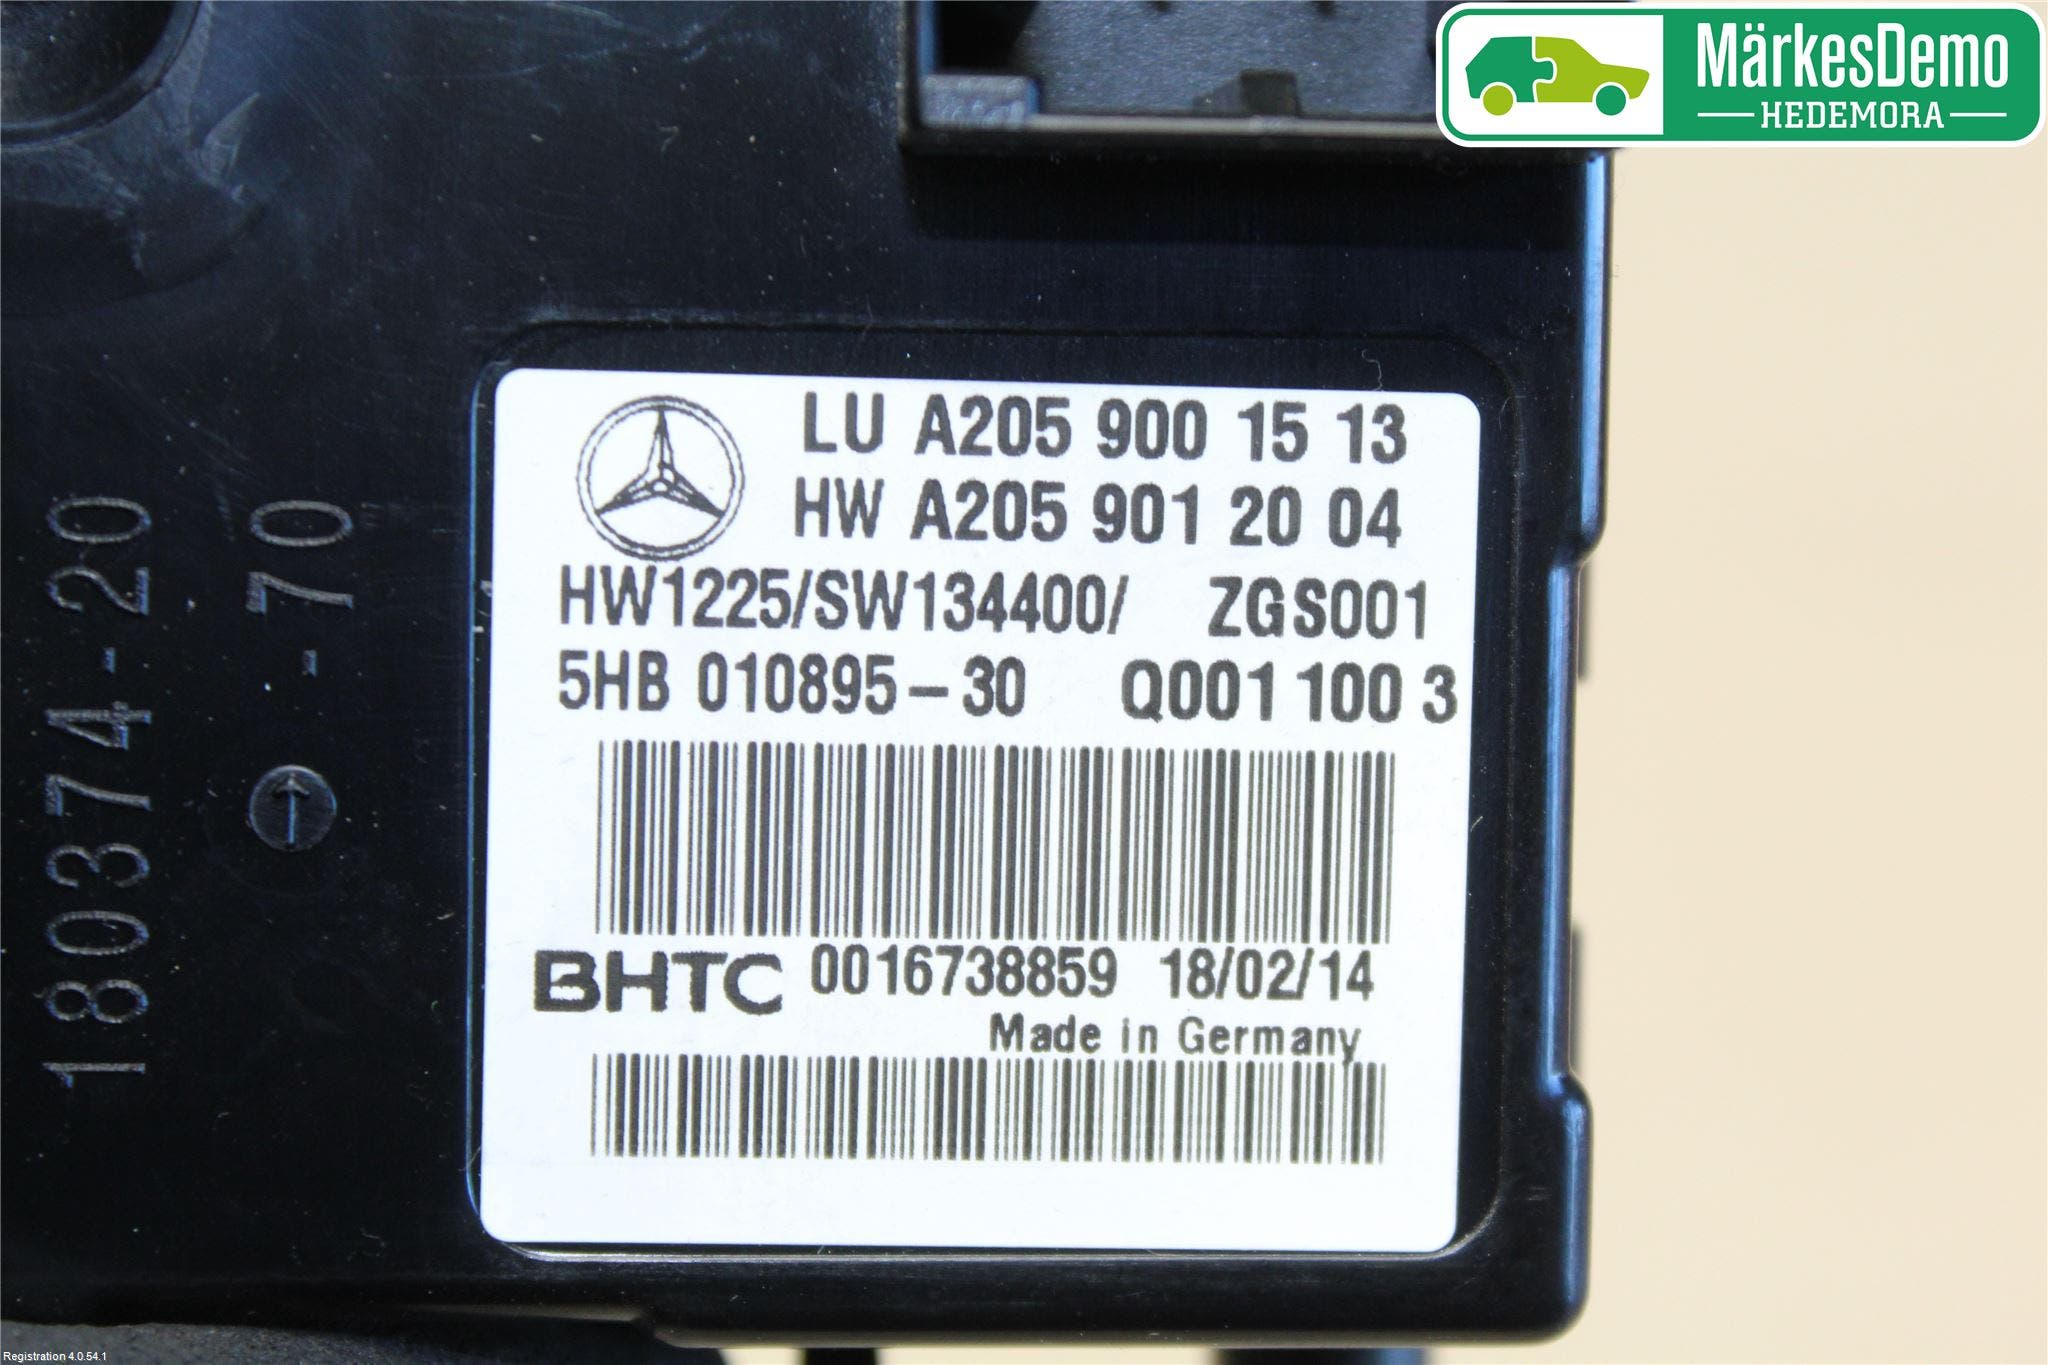 MärkesDemo
HEDEMORA
LU A205 900 15 13
HW A205 901 20 04
HW1225/SW134400/ ZGS001
5HB 010895-30 Q001 100 3
BHTC 0016738859 18/02/14
Made in Germany
180374-20
-70
Registration 4.0.54.1